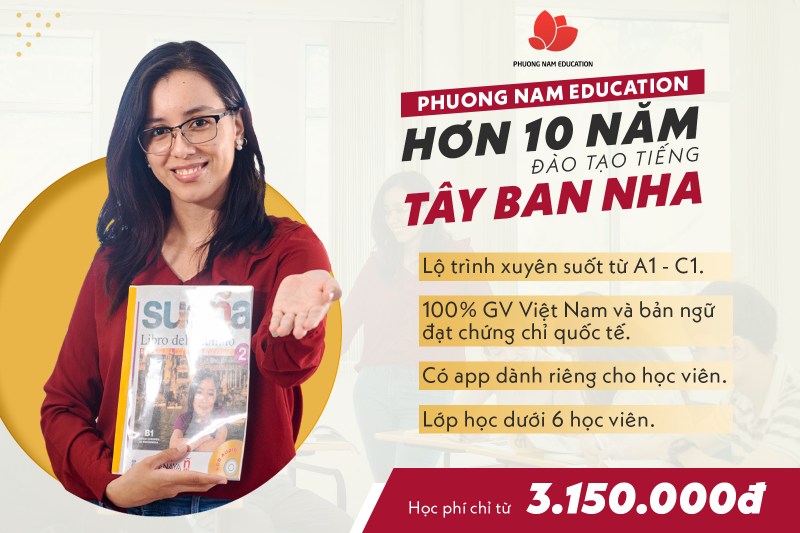 PHUONG NAM EDUCATION
PHUONG NAM EDUCATION
HƠN 10 NĂM
ĐÀO TẠO TIẾNG
TÂY BAN NHA
Lộ trình xuyên suốt từ A1 - C1.
100% GV Việt Nam và bản ngữ
đạt chứng chỉ quốc tế.
Có app dành riêng cho học viên.
Lớp học dưới 6 học viên.
Học phí chỉ từ 3.150.000đ
Libro del
2
B1